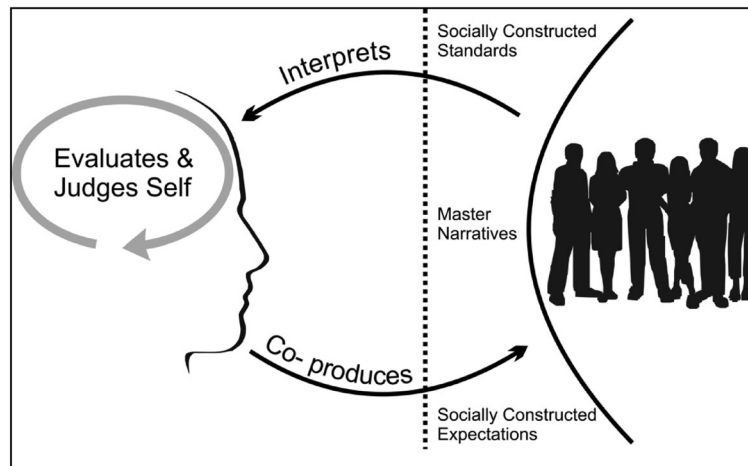 Socially Constructed
Standards
Interprets
Evaluates &
Judges Self
Master
Narratives
Co- produces
Socially Constructed
Expectations